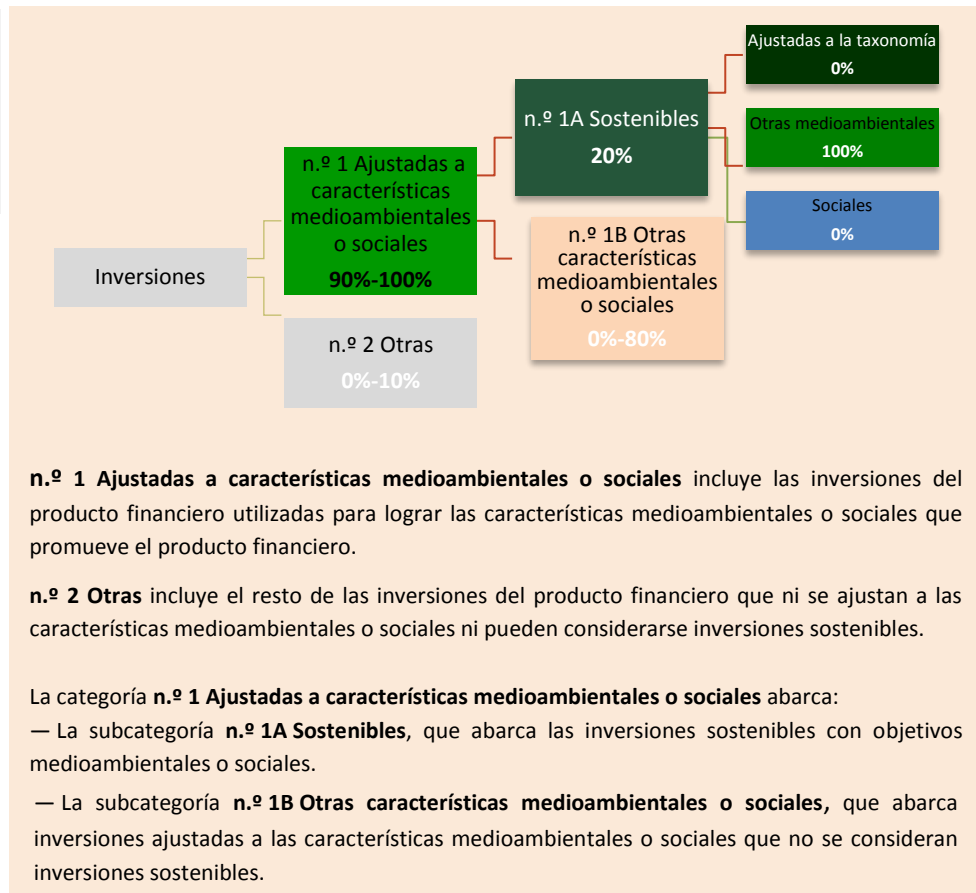 Inversiones
n.º 1 Ajustadas a
características
medioambientales
o sociales
90%-100%
n.º 2 Otras
0%-10%
n.º 1A Sostenibles
20%
n.º 1B Otras
características
medioambientales
o sociales
0%-80%
Ajustadas a la taxonomía
0%
Otras medioambientales
100%
Sociales
0%
n.º 1 Ajustadas a características medioambientales o sociales incluye las inversiones del
producto financiero utilizadas para lograr las características medioambientales o sociales que
promueve el producto financiero.
n.º 2 Otras incluye el resto de las inversiones del producto financiero que ni se ajustan a las
características medioambientales o sociales ni pueden considerarse inversiones sostenibles.
La categoría n.º 1 Ajustadas a características medioambientales o sociales abarca:
— La subcategoría n.º 1A Sostenibles, que abarca las inversiones sostenibles con objetivos
medioambientales o sociales.
— La subcategoría n.º 1B Otras características medioambientales o sociales, que abarca
inversiones ajustadas a las características medioambientales o sociales que no se consideran
inversiones sostenibles.